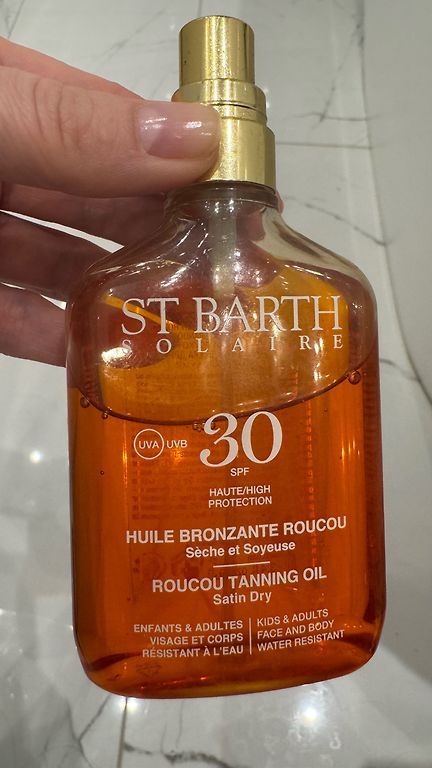 ST BARTH
SOLAIRE
UVA UVB
30
SPF
HAUTE/HIGH
PROTECTION
HUILE BRONZANTE ROUCOU
Sèche et Soyeuse
ROUCOU TANNING OIL
Satin Dry
ENFANTS & ADULTES
VISAGE ET CORPS
RÉSISTANT À L'EAU
KIDS & ADULTS
FACE AND BODY
WATER RESISTANT